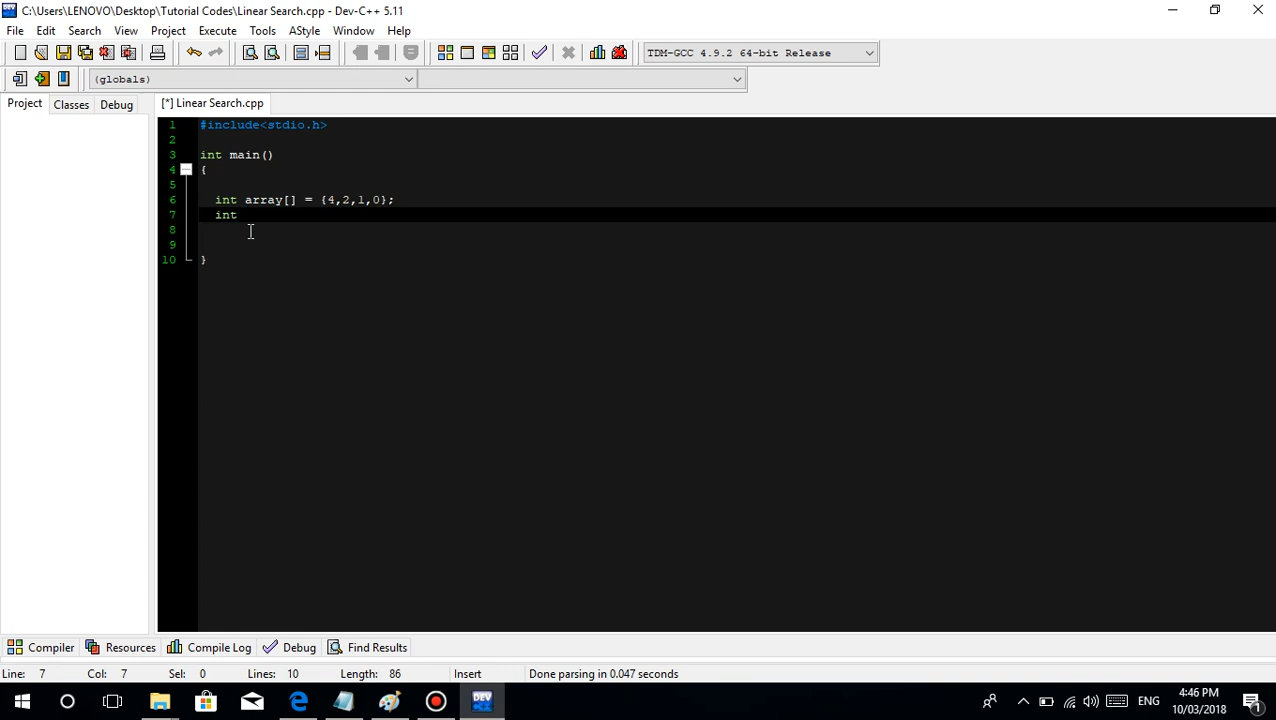 C:\Users\LENOVO\Desktop\Tutorial Codes\Linear Search.cpp - Dev-C++ 5.11
File Edit Search View Project Execute Tools AStyle Window Help
TDM-GCC 4.9.2 64-bit Release
(globals)
Project Classes Debug [*] Linear Search.cpp
1 #include<stdio.h>
2
3 int main()
4 {
5
6 int array[] = {4,2,1,0};
7 int
8
9
10 }
Compiler Resources Compile Log Debug Find Results
Line: 7 Col: 7 Sel: 0 Lines: 10 Length: 86 Insert Done parsing in 0.047 seconds
DEV
ENG
4:46 PM
10/03/2018
1